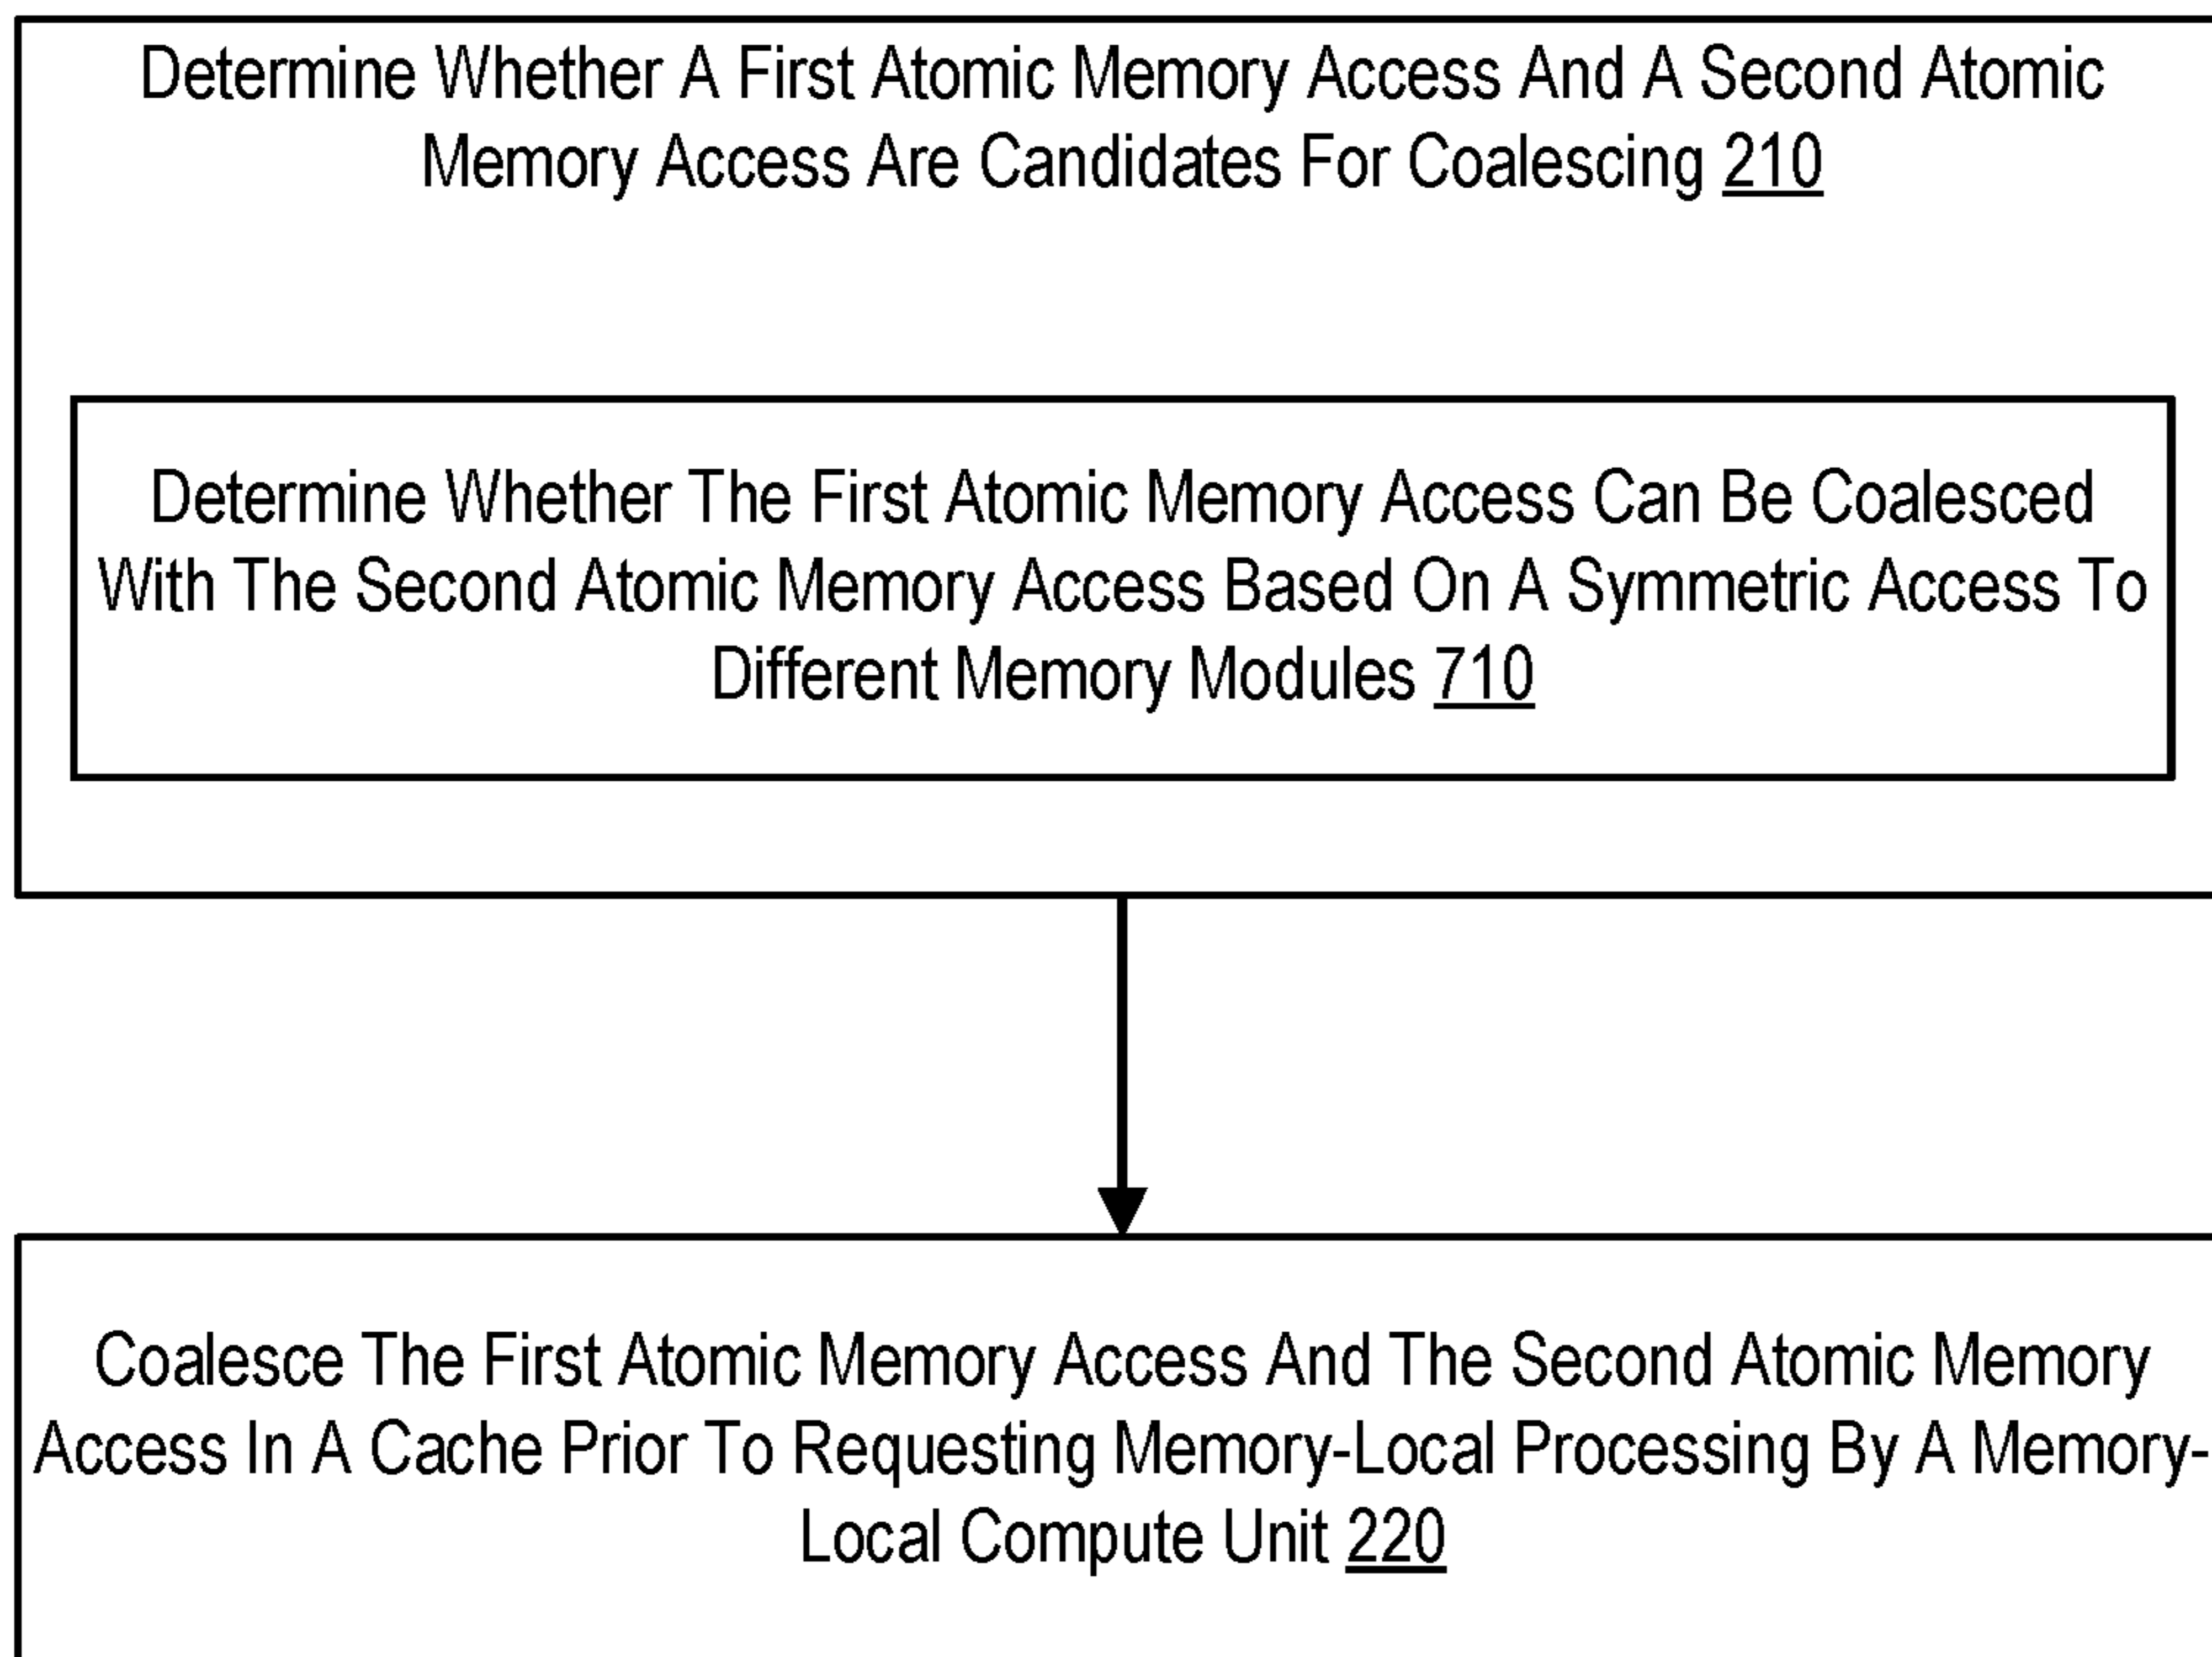 Determine Whether A First Atomic Memory Access And A Second Atomic
Memory Access Are Candidates For Coalescing 210
Determine Whether The First Atomic Memory Access Can Be Coalesced
With The Second Atomic Memory Access Based On A Symmetric Access To
Different Memory Modules 710
Coalesce The First Atomic Memory Access And The Second Atomic Memory
Access In A Cache Prior To Requesting Memory-Local Processing By A Memory-
Local Compute Unit 220